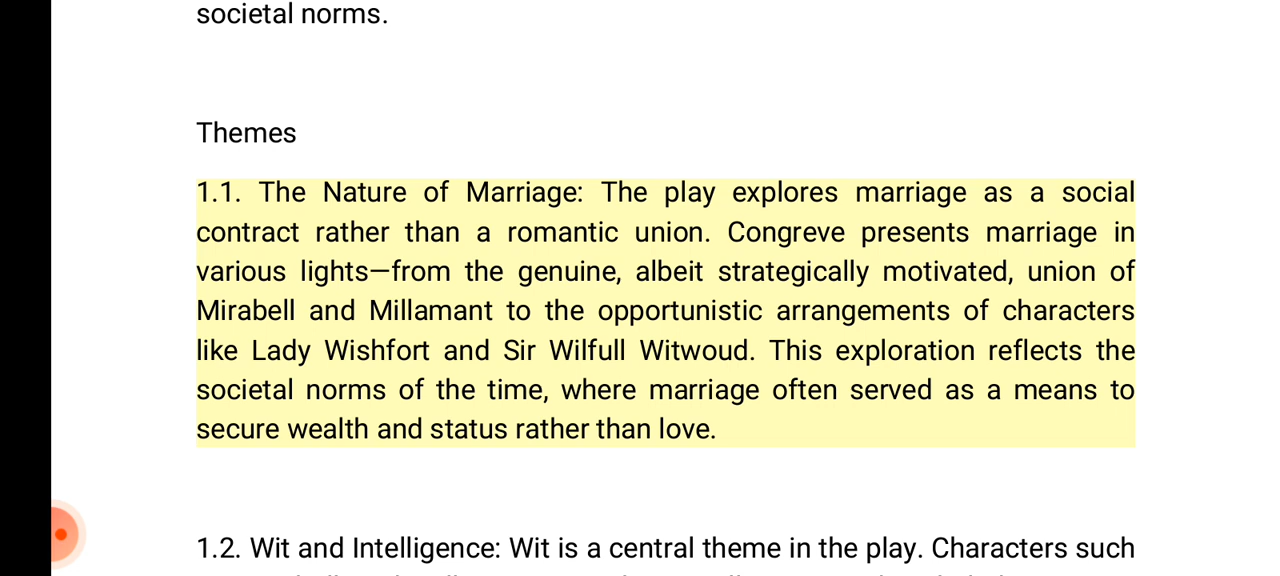 societal norms.
Themes
1.1. The Nature of Marriage: The play explores marriage as a social
contract rather than a romantic union. Congreve presents marriage in
various lights—from the genuine, albeit strategically motivated, union of
Mirabell and Millamant to the opportunistic arrangements of characters
like Lady Wishfort and Sir Wilfull Witwoud. This exploration reflects the
societal norms of the time, where marriage often served as a means to
secure wealth and status rather than love.
1.2. Wit and Intelligence: Wit is a central theme in the play. Characters such